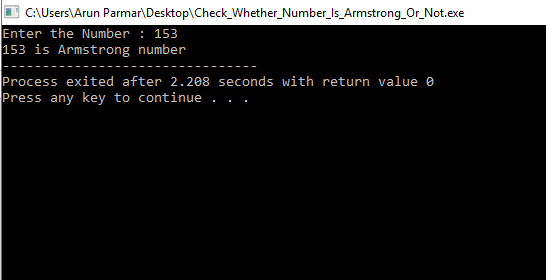 C:\Users\Arun Parmar\Desktop\Check_Whether_Number_Is_Armstrong_Or_Not.exe
Enter the Number : 153
153 is Armstrong number
--------------------------------
Process exited after 2.208 seconds with return value 0
Press any key to continue . . .